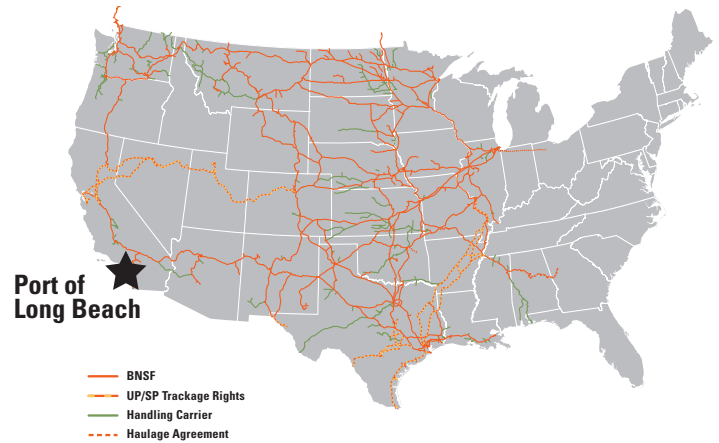 Port of
Long Beach
BNSF
UP/SP Trackage Rights
Handling Carrier
Haulage Agreement